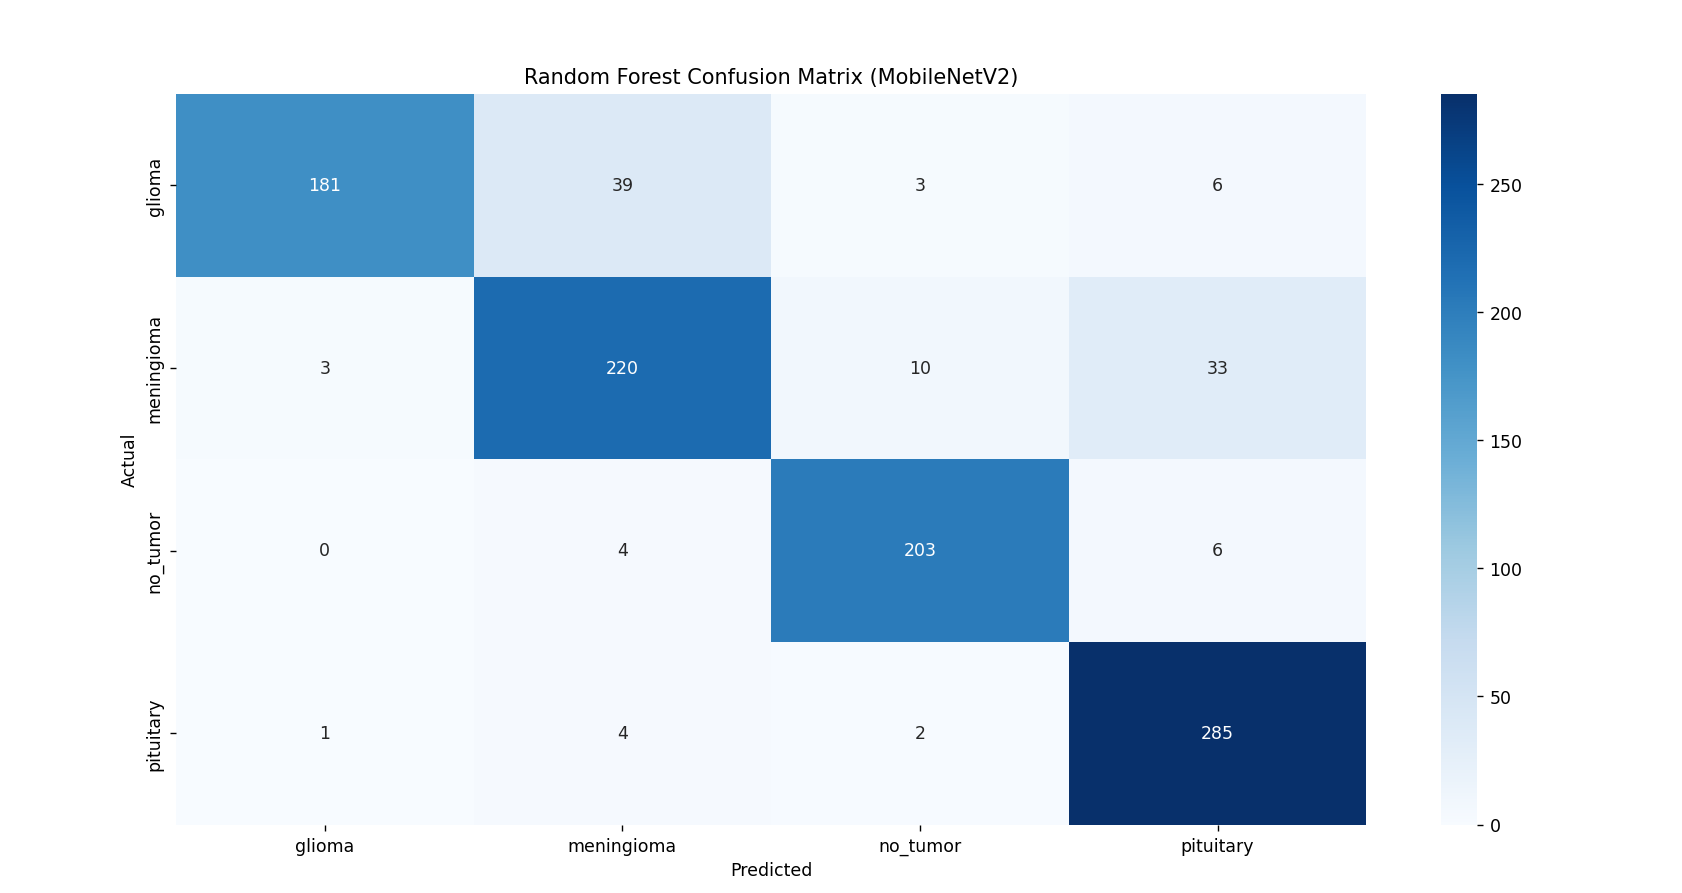 Random Forest Confusion Matrix (MobileNetV2)
Actual
glioma
181 39 3 6
meningioma
3 220 10 33
no_tumor
0 4 203 6
pituitary
1 4 2 285
glioma meningioma no_tumor pituitary
Predicted
250
200
150
100
50
0